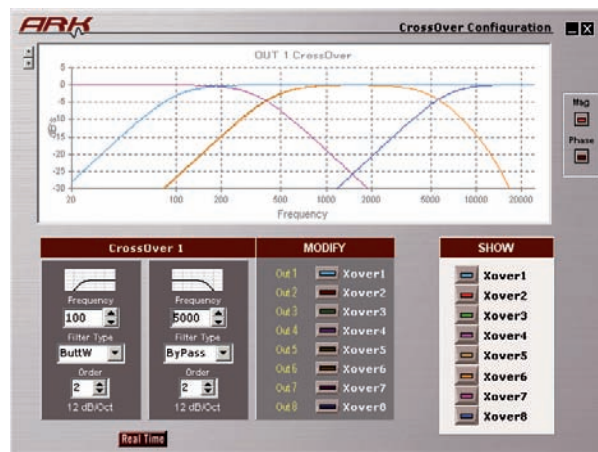 ARK
CrossOver Configuration
OUT 1 CrossOver
5
0
-5
-10
-15
-20
-25
-30
dBs
20 100 200 500 1000 2000 5000 10000 20000
Frequency
Mag
Phase
CrossOver 1
Frequency
100
Filter Type
ButtW
Order
2
12 dB/Oct
Frequency
5000
Filter Type
ByPass
Order
2
12 dB/Oct
MODIFY
Out 1 Xover1
Out 2 Xover2
Out 3 Xover3
Out 4 Xover4
Out 5 Xover5
Out 6 Xover6
Out 7 Xover7
Out 8 Xover8
SHOW
Xover1
Xover2
Xover3
Xover4
Xover5
Xover6
Xover7
Xover8
Real Time